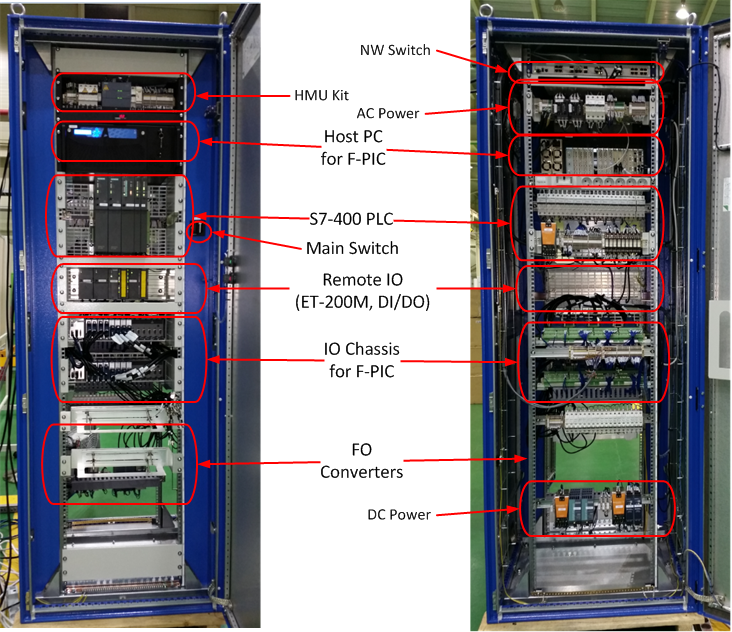 NW Switch
HMU Kit
AC Power
Host PC
for F-PIC
S7-400 PLC
Main Switch
Remote IO
(ET-200M, DI/DO)
IO Chassis
for F-PIC
FO
Converters
DC Power